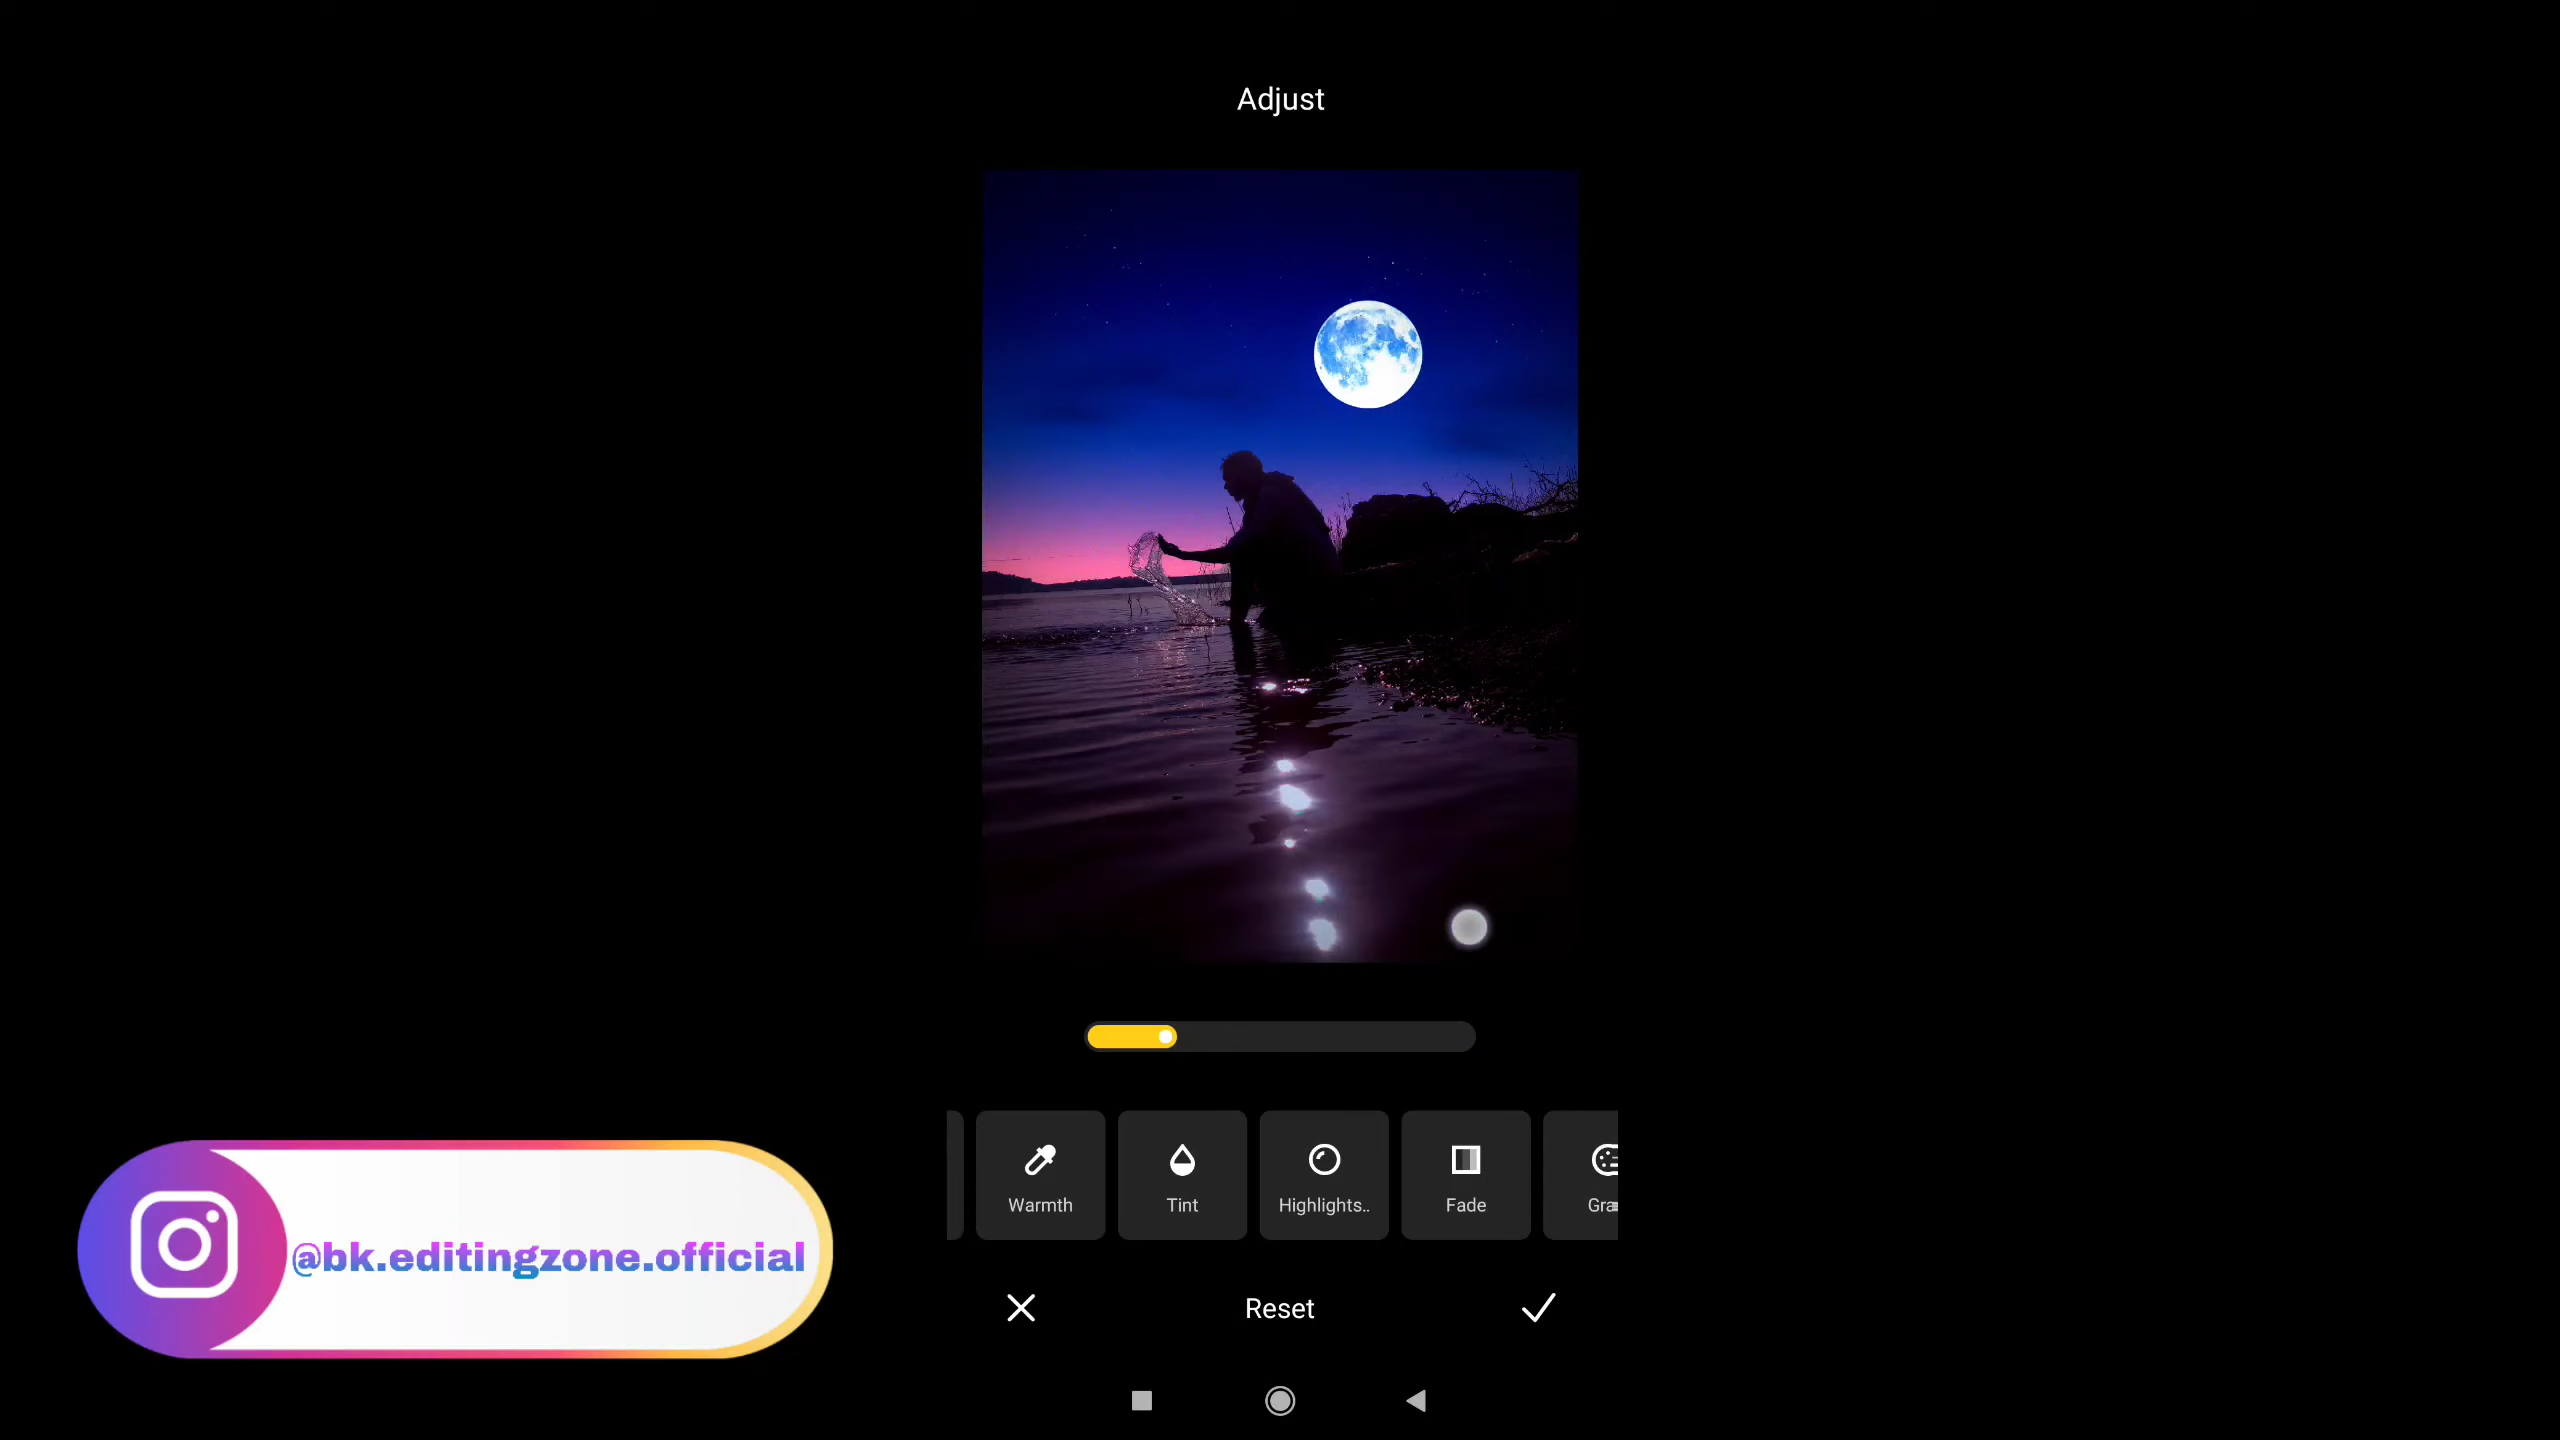 Adjust
Warmth
Tint
Highlights..
Fade
@bk.editingzone.official
Reset